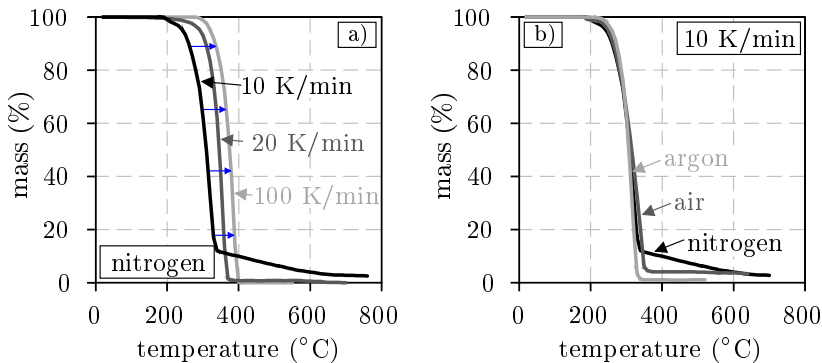 100
80
60
40
20
0
mass (%)
a)
10 K/min
20 K/min
100 K/min
nitrogen
0 200 400 600 800
temperature (°C)
100
80
60
40
20
0
mass (%)
b)
10 K/min
argon
air
nitrogen
0 200 400 600 800
temperature (°C)